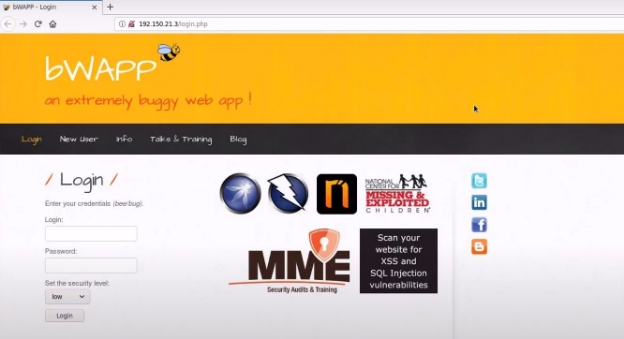 bWAPP - Login
192.150.21.3/login.php
bWAPP
an extremely buggy web app !
Login New User Info Talks & Training Blog
/ Login /
Enter your credentials (bee/bug).
Login:
Password:
Set the security level:
low
Login
NATIONAL
CENTER FOR
MISSING &
EXPLOITED
CHILDREN
MME
Security Audits & Training
Scan your
website for
XSS and
SQL Injection
vulnerabilities